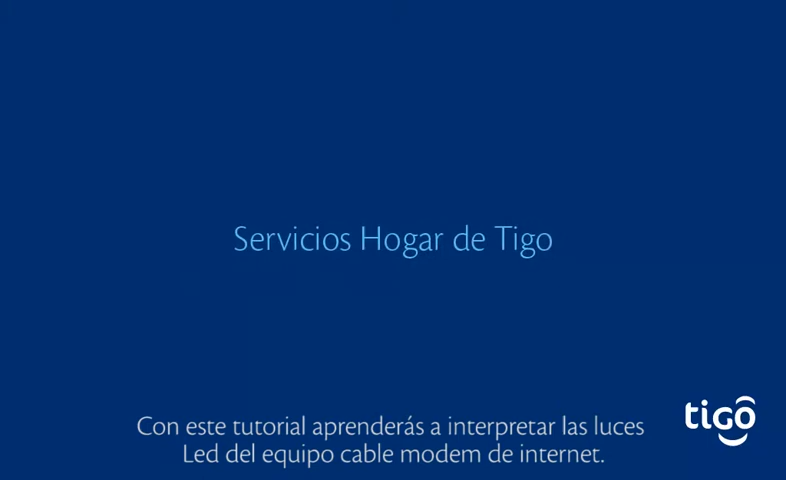 Servicios Hogar de Tigo
tigo
Con este tutorial aprenderás a interpretar las luces
Led del equipo cable modem de internet.